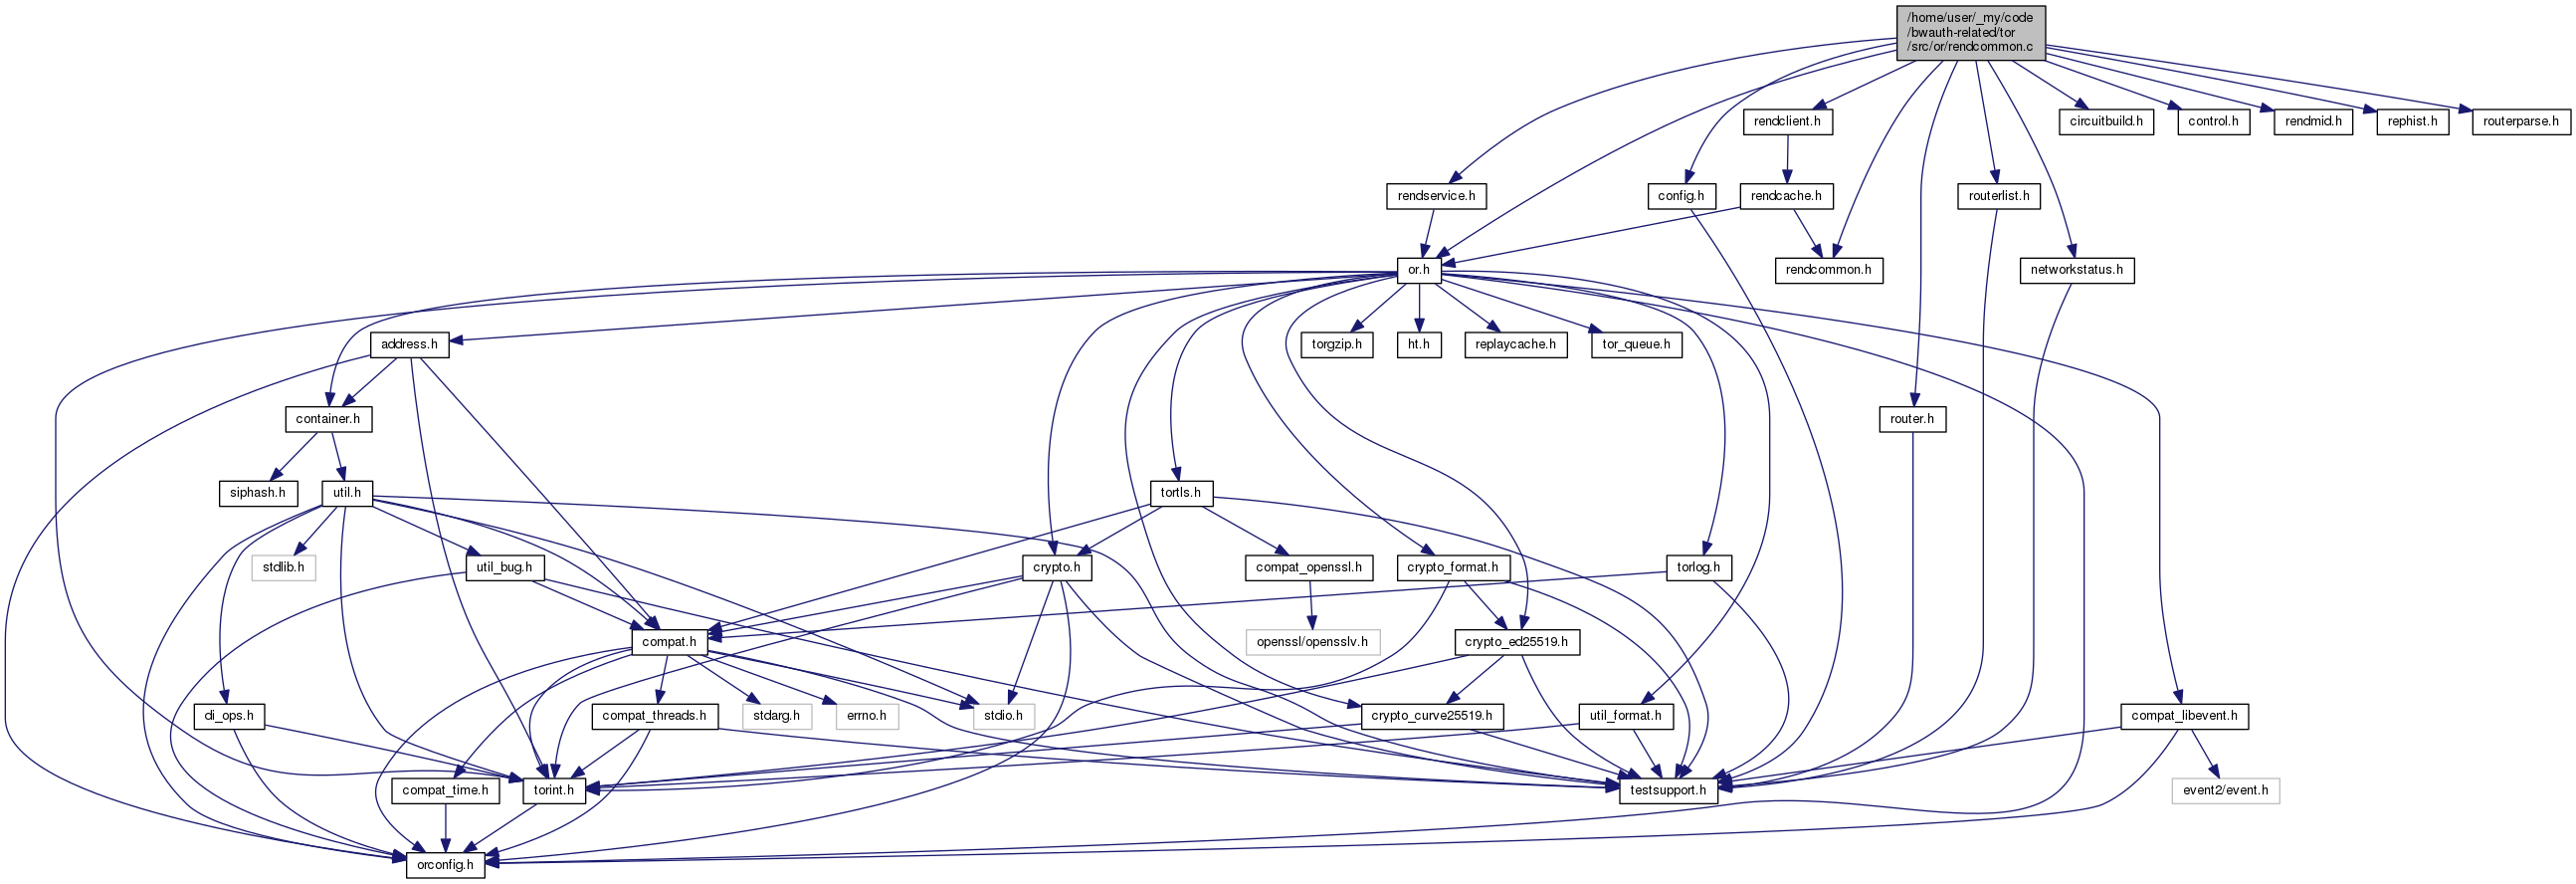 /home/user/_my/code
/bwauth-related/tor
/src/or/rendcommon.c
rendclient.h
circuitbuild.h
control.h
rendmid.h
rephist.h
routerparse.h
rendservice.h
config.h
rendcache.h
routerlist.h
or.h
rendcommon.h
networkstatus.h
address.h
torgzip.h
ht.h
replaycache.h
tor_queue.h
container.h
router.h
siphash.h
util.h
tortls.h
stdlib.h
util_bug.h
crypto.h
compat_openssl.h
crypto_format.h
torlog.h
compat.h
openssl/opensslv.h
crypto_ed25519.h
di_ops.h
compat_threads.h
stdarg.h
errno.h
stdio.h
crypto_curve25519.h
util_format.h
compat_libevent.h
compat_time.h
torint.h
testsupport.h
event2/event.h
orconfig.h